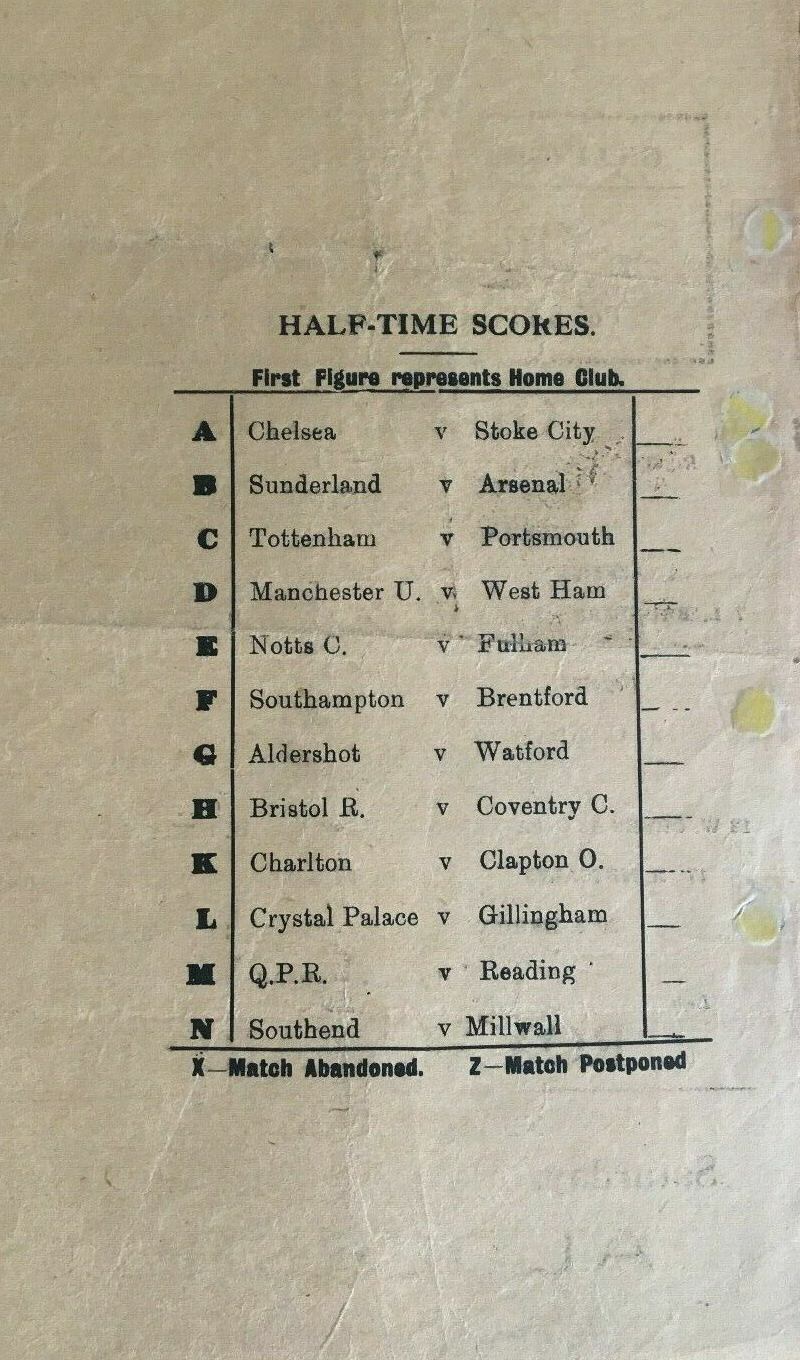 HALF-TIME SCORES.
First Figure represents Home Club.
A Chelsea v Stoke City
B Sunderland v Arsenal
C Tottenham v Portsmouth
D Manchester U. v West Ham
E Notts C. v Fulham
F Southampton v Brentford
G Aldershot v Watford
H Bristol R. v Coventry C.
K Charlton v Clapton O.
L Crystal Palace v Gillingham
M Q.P.R. v Reading
N Southend v Millwall
X—Match Abandoned. Z—Match Postponed